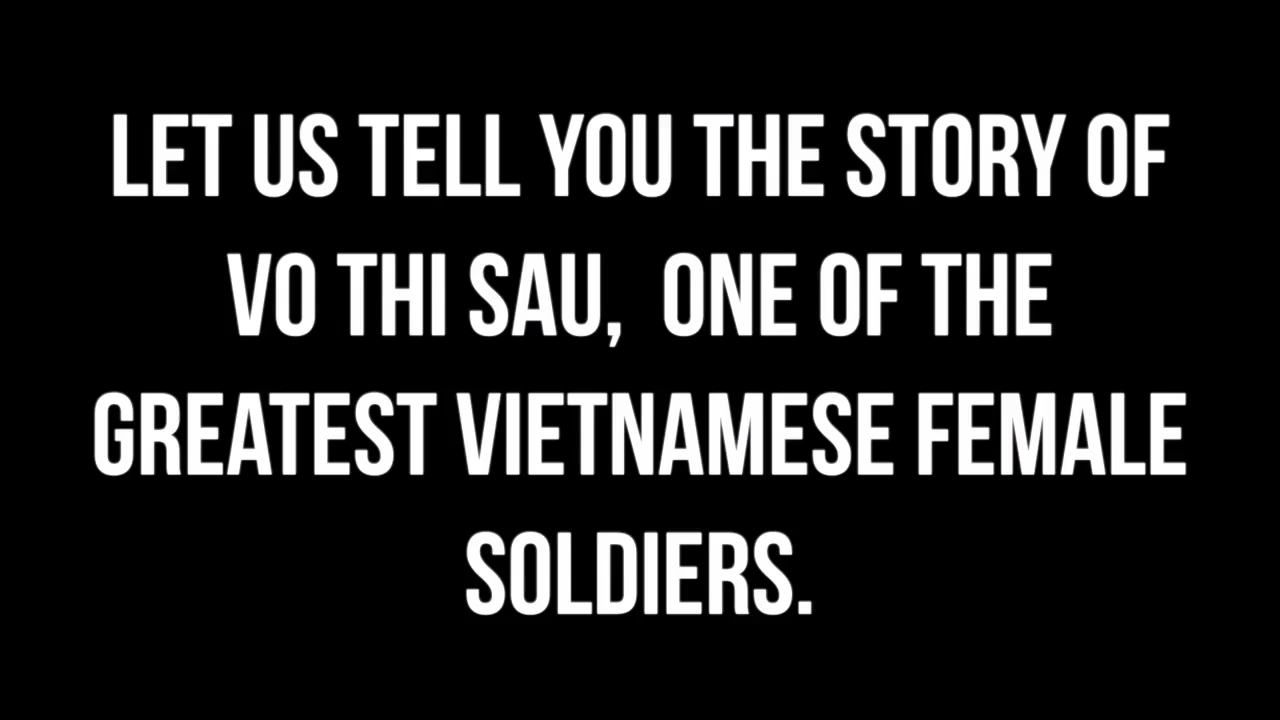 LET US TELL YOU THE STORY OF
VO THI SAU, ONE OF THE
GREATEST VIETNAMESE FEMALE
SOLDIERS.